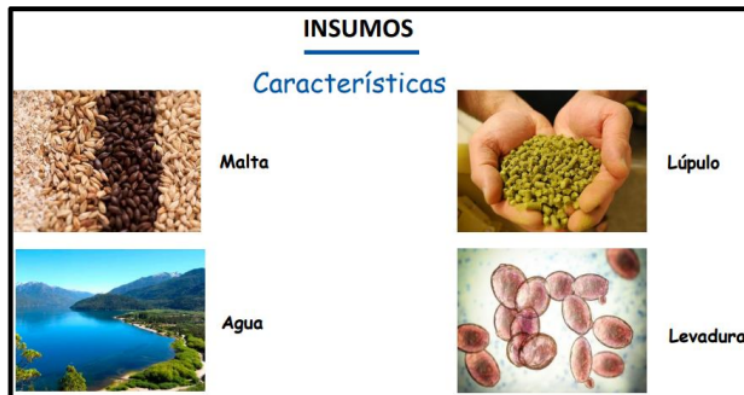 INSUMOS
Características
Malta
Lúpulo
Agua
Levadura